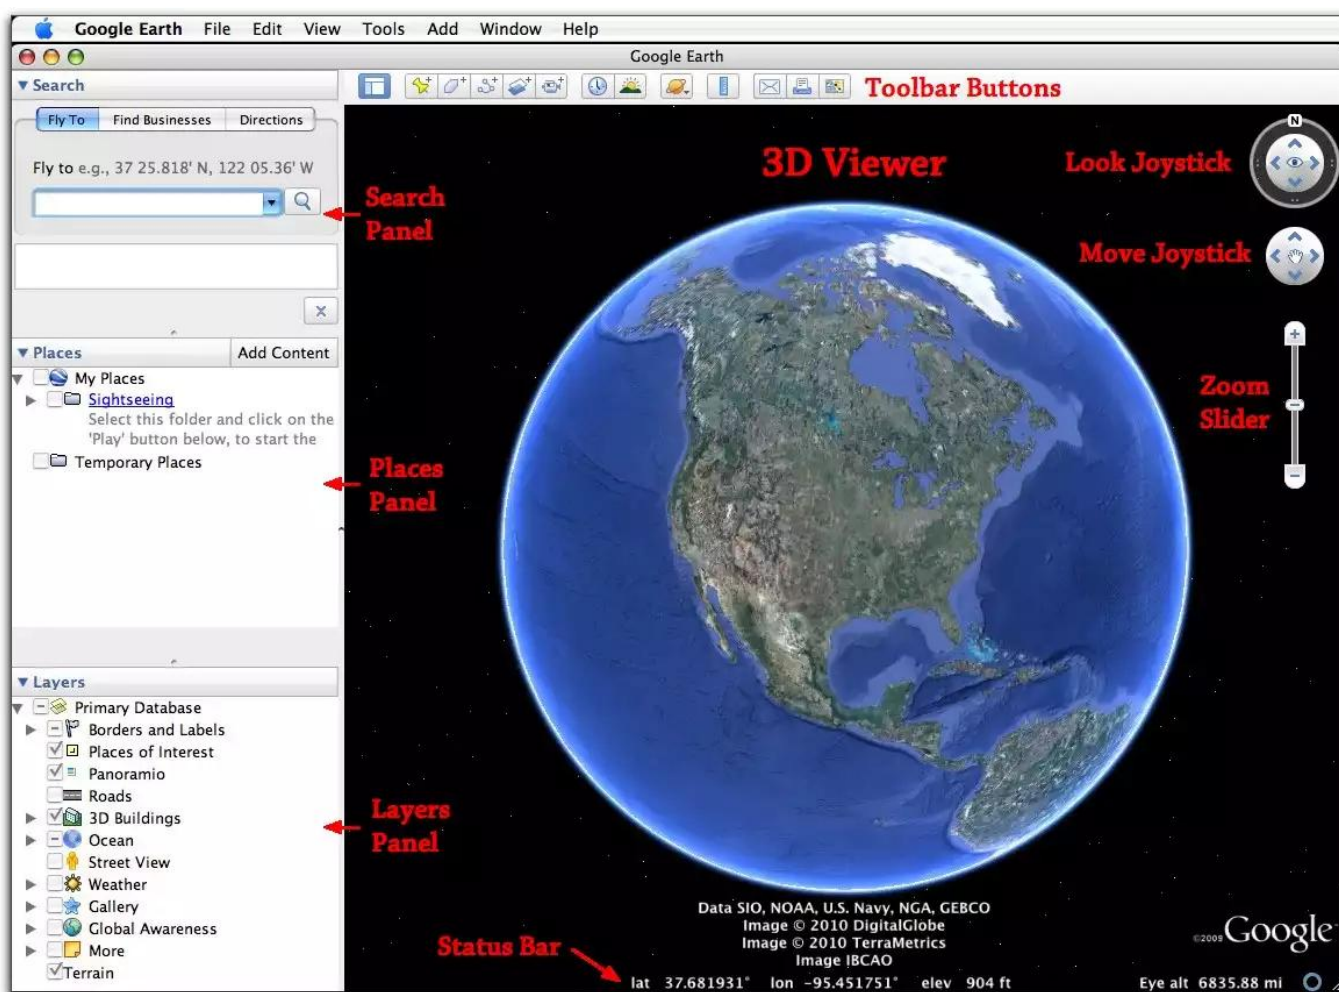 Google Earth File Edit View Tools Add Window Help
Google Earth
Search
Toolbar Buttons
Fly To Find Businesses Directions
Fly to e.g., 37 25.818' N, 122 05.36' W
Search
Panel
3D Viewer
N
Look Joystick
Move Joystick
Zoom
Slider
Places Add Content
My Places
Sightseeing
Select this folder and click on the
'Play' button below, to start the
Temporary Places
Places
Panel
Layers
Primary Database
Borders and Labels
Places of Interest
Panoramio
Roads
3D Buildings
Ocean
Street View
Weather
Gallery
Global Awareness
More
Terrain
Layers
Panel
Data SIO, NOAA, U.S. Navy, NGA, GEBCO
Image © 2010 DigitalGlobe
Image © 2010 TerraMetrics
Image IBCAO
©2009 Google
Status Bar
lat 37.681931° lon -95.451751° elev 904 ft Eye alt 6835.88 mi